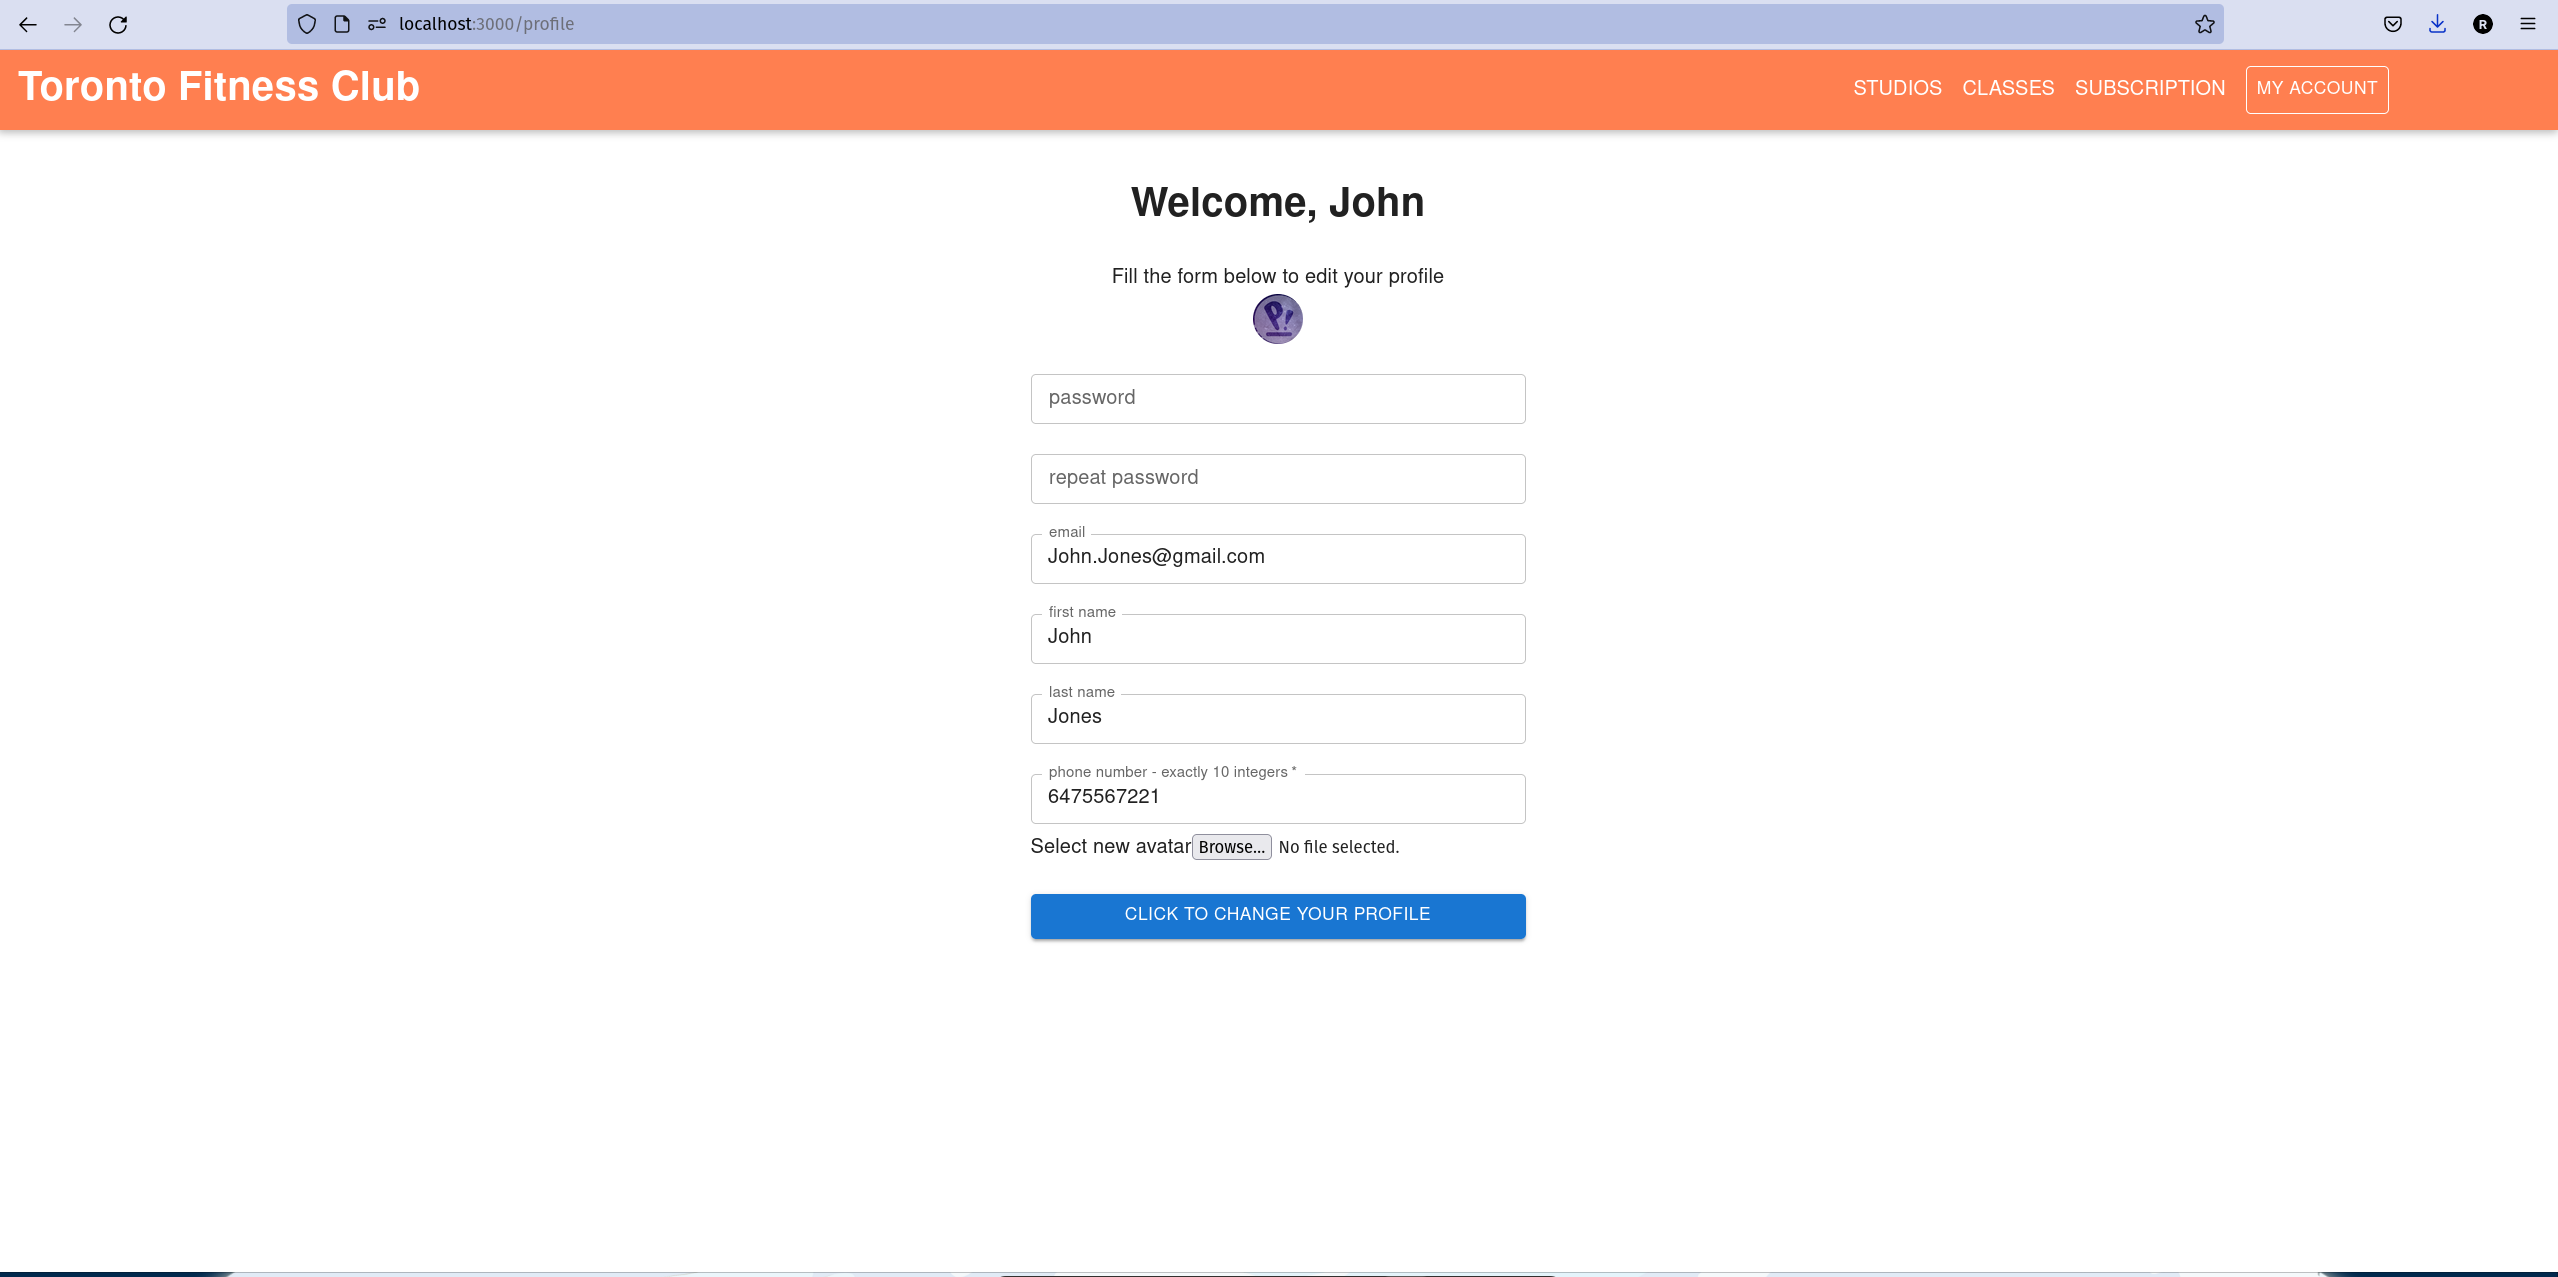 localhost:3000/profile
R
Toronto Fitness Club
STUDIOS CLASSES SUBSCRIPTION MY ACCOUNT
Welcome, John
Fill the form below to edit your profile
P!
password
repeat password
email
John.Jones@gmail.com
first name
John
last name
Jones
phone number - exactly 10 integers *
6475567221
Select new avatar Browse... No file selected.
CLICK TO CHANGE YOUR PROFILE